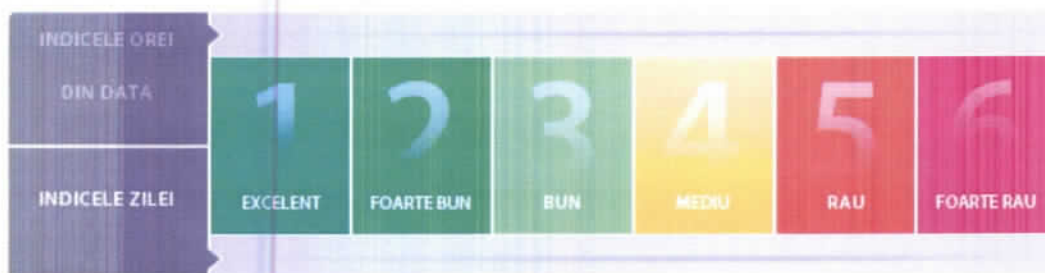 INDICELE OREI
DIN DATA
INDICELE ZILEI
1
EXCELENT
2
FOARTE BUN
3
BUN
4
MEDIU
5
RAU
6
FOARTE RAU